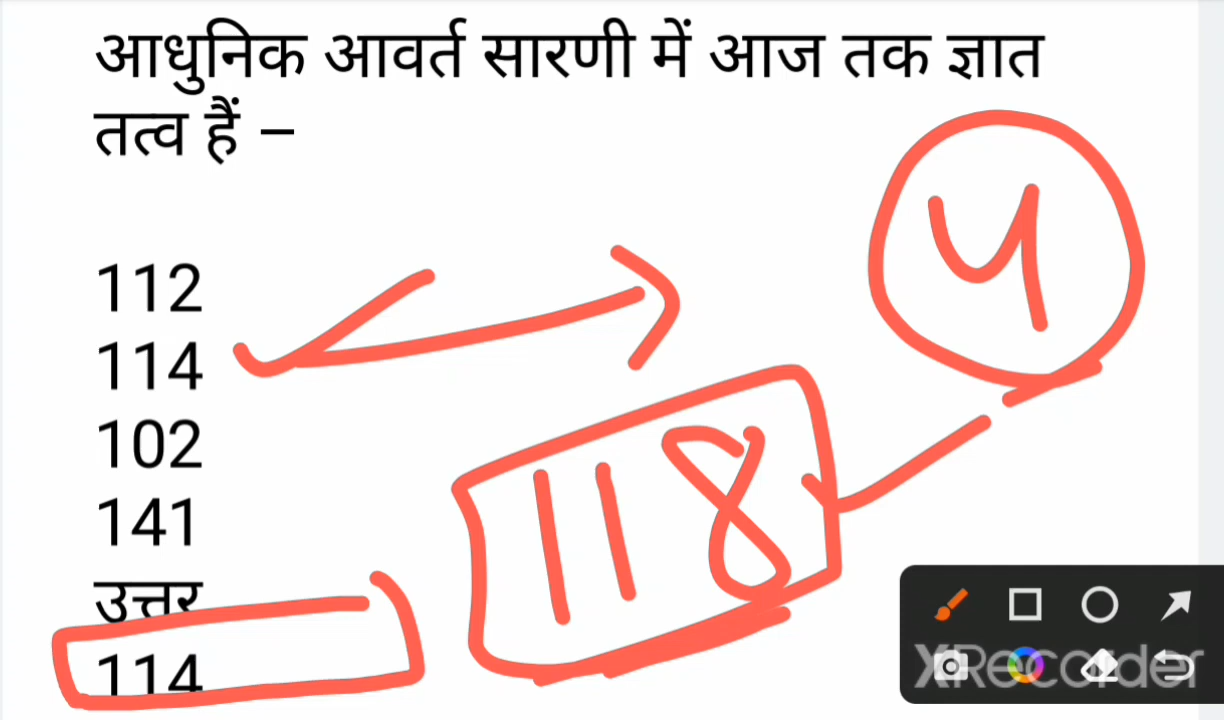 आधुनिक आवर्त सारणी में आज तक ज्ञात
तत्व हैं –
4
112
114
102
118
141
उत्तर
114
XRecorder